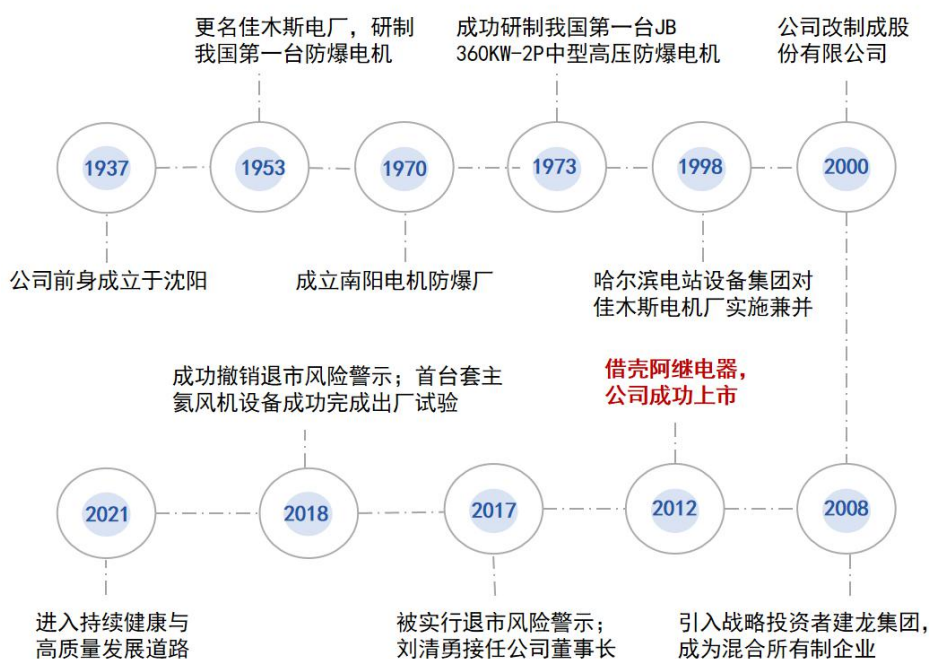 更名佳木斯电厂，研制
我国第一台防爆电机
成功研制我国第一台JB
360KW-2P中型高压防爆电机
公司改制成股
份有限公司
1937
1953
1970
1973
1998
2000
公司前身成立于沈阳
成立南阳电机防爆厂
哈尔滨电站设备集团对
佳木斯电机厂实施兼并
成功撤销退市风险警示；首台套主
氦风机设备成功完成出厂试验
借壳阿继电器，
公司成功上市
2021
2018
2017
2012
2008
进入持续健康与
高质量发展道路
被实行退市风险警示；
刘清勇接任公司董事长
引入战略投资者建龙集团，
成为混合所有制企业